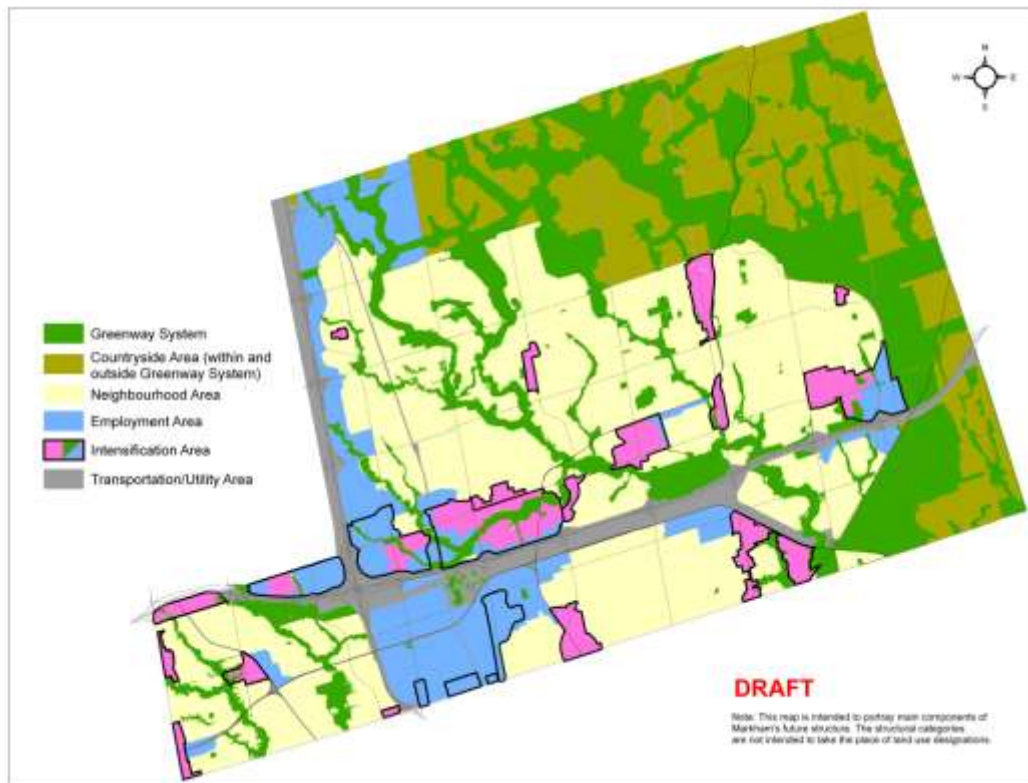 N
W E
S
Greenway System
Countryside Area (within and
outside Greenway System)
Neighbourhood Area
Employment Area
Intensification Area
Transportation/Utility Area
DRAFT
Note: This map is intended to portray main components of
Markham's future structure. The structural categories
are not intended to take the place of land use designations.